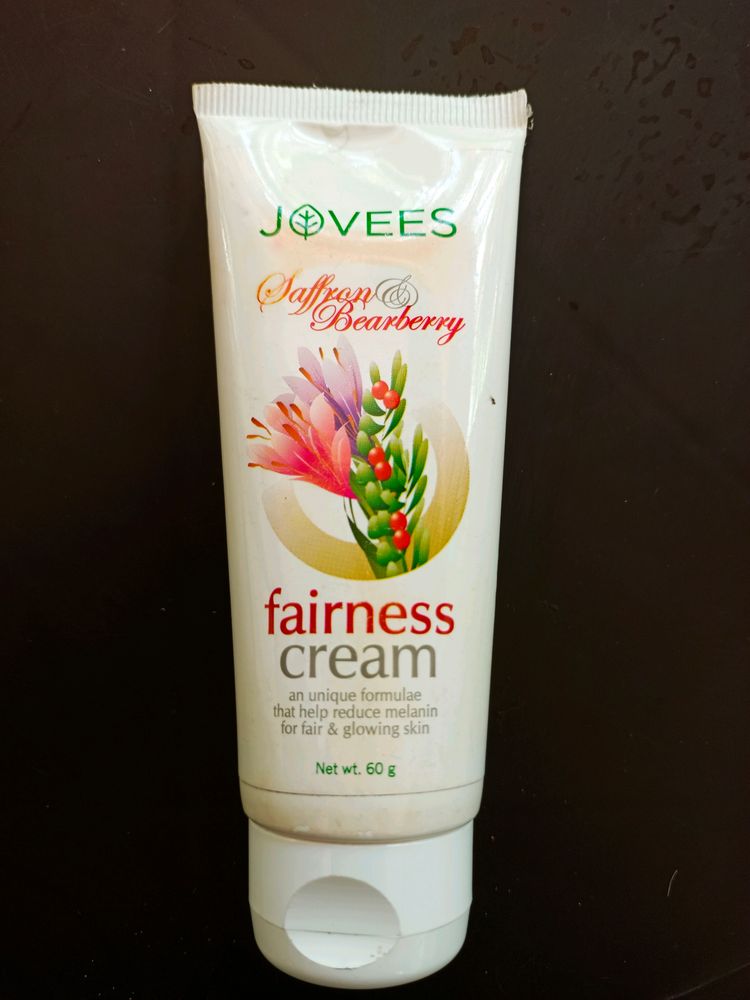 JOVEES
Saffron &
Bearberry
fairness
cream
an unique formulae
that help reduce melanin
for fair & glowing skin
Net wt. 60 g